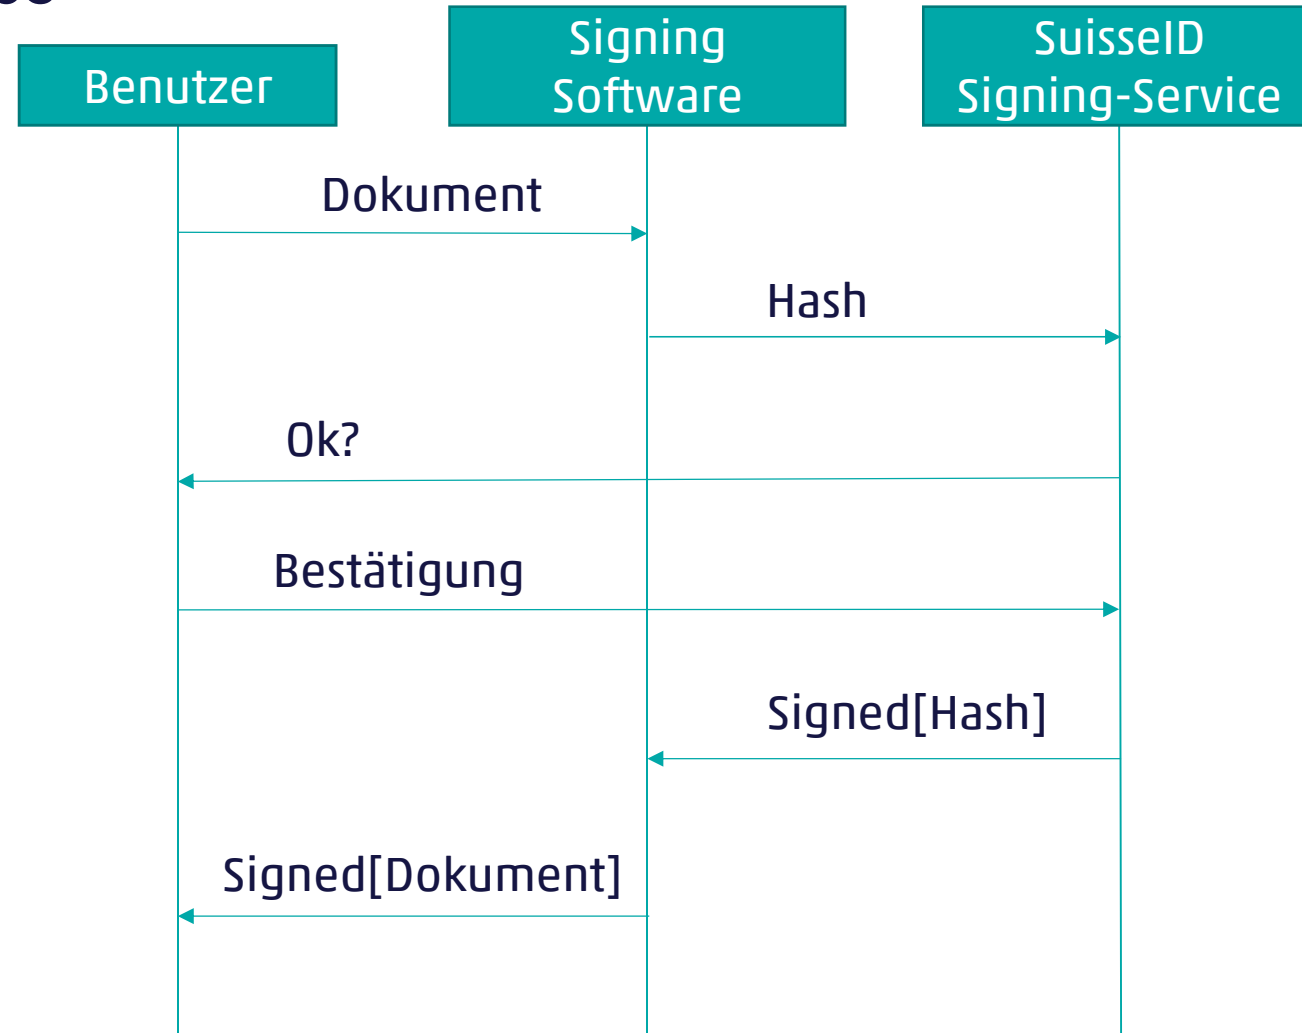 Benutzer
Signing
Software
SuisseID
Signing-Service
Dokument
Hash
Ok?
Bestätigung
Signed[Hash]
Signed[Dokument]